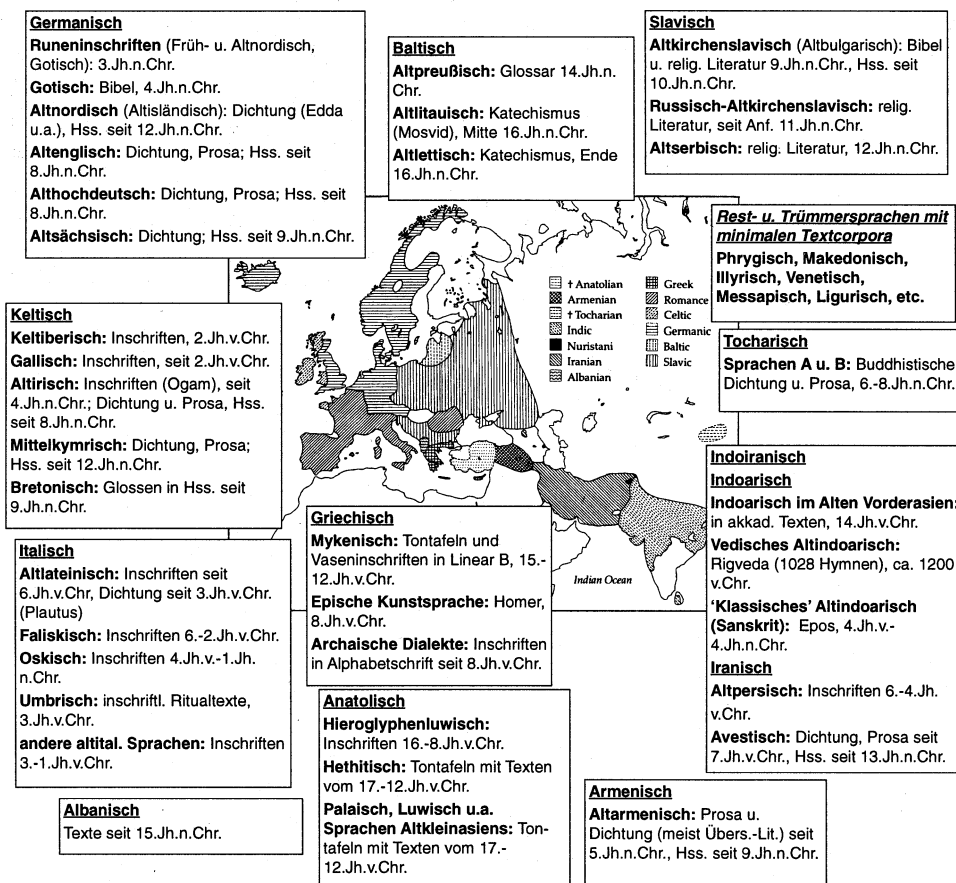 Germanisch
Runeninschriften (Früh- u. Altnordisch,
Gotisch): 3.Jh.n.Chr.
Gotisch: Bibel, 4.Jh.n.Chr.
Altnordisch (Altisländisch): Dichtung (Edda
u.a.), Hss. seit 12.Jh.n.Chr.
Altenglisch: Dichtung, Prosa; Hss. seit
8.Jh.n.Chr.
Althochdeutsch: Dichtung, Prosa; Hss. seit
8.Jh.n.Chr.
Altsächsisch: Dichtung; Hss. seit 9.Jh.n.Chr.
Baltisch
Altpreußisch: Glossar 14.Jh.n.
Chr.
Altlitauisch: Katechismus
(Mosvid), Mitte 16.Jh.n.Chr.
Altlettisch: Katechismus, Ende
16.Jh.n.Chr.
Slavisch
Altkirchenslavisch (Altbulgarisch): Bibel
u. relig. Literatur 9.Jh.n.Chr., Hss. seit
10.Jh.n.Chr.
Russisch-Altkirchenslavisch: relig.
Literatur, seit Anf. 11.Jh.n.Chr.
Altserbisch: relig. Literatur, 12.Jh.n.Chr.
Rest- u. Trümmersprachen mit
minimalen Textcorpora
Phrygisch, Makedonisch,
Illyrisch, Venetisch,
Messapisch, Ligurisch, etc.
† Anatolian
Armenian
† Tocharian
Indic
Nuristani
Iranian
Albanian
Greek
Romance
Celtic
Germanic
Baltic
Slavic
Indian Ocean
Keltisch
Keltiberisch: Inschriften, 2.Jh.v.Chr.
Gallisch: Inschriften, seit 2.Jh.v.Chr.
Altirisch: Inschriften (Ogam), seit
4.Jh.n.Chr.; Dichtung u. Prosa, Hss.
seit 8.Jh.n.Chr.
Mittelkymrisch: Dichtung, Prosa;
Hss. seit 12.Jh.n.Chr.
Bretonisch: Glossen in Hss. seit
9.Jh.n.Chr.
Tocharisch
Sprachen A u. B: Buddhistische
Dichtung u. Prosa, 6.-8.Jh.n.Chr.
Indoiranisch
Indoarisch
Indoarisch im Alten Vorderasien:
in akkad. Texten, 14.Jh.v.Chr.
Vedisches Altindoarisch:
Rigveda (1028 Hymnen), ca. 1200
v.Chr.
‘Klassisches’ Altindoarisch
(Sanskrit): Epos, 4.Jh.v.-
4.Jh.n.Chr.
Iranisch
Altpersisch: Inschriften 6.-4.Jh.
v.Chr.
Avestisch: Dichtung, Prosa seit
7.Jh.v.Chr., Hss. seit 13.Jh.n.Chr.
Griechisch
Mykenisch: Tontafeln und
Vaseninschriften in Linear B, 15.-
12.Jh.v.Chr.
Epische Kunstsprache: Homer,
8.Jh.v.Chr.
Archaische Dialekte: Inschriften
in Alphabetschrift seit 8.Jh.v.Chr.
Italisch
Altlateinisch: Inschriften seit
6.Jh.v.Chr, Dichtung seit 3.Jh.v.Chr.
(Plautus)
Faliskisch: Inschriften 6.-2.Jh.v.Chr.
Oskisch: Inschriften 4.Jh.v.-1.Jh.
n.Chr.
Umbrisch: inschriftl. Ritualtexte,
3.Jh.v.Chr.
andere altital. Sprachen: Inschriften
3.-1.Jh.v.Chr.
Anatolisch
Hieroglyphenluwisch:
Inschriften 16.-8.Jh.v.Chr.
Hethitisch: Tontafeln mit Texten
vom 17.-12.Jh.v.Chr.
Palaisch, Luwisch u.a.
Sprachen Altkleinasiens: Ton-
tafeln mit Texten vom 17.-
12.Jh.v.Chr.
Albanisch
Texte seit 15.Jh.n.Chr.
Armenisch
Altarmenisch: Prosa u.
Dichtung (meist Übers.-Lit.) seit
5.Jh.n.Chr., Hss. seit 9.Jh.n.Chr.